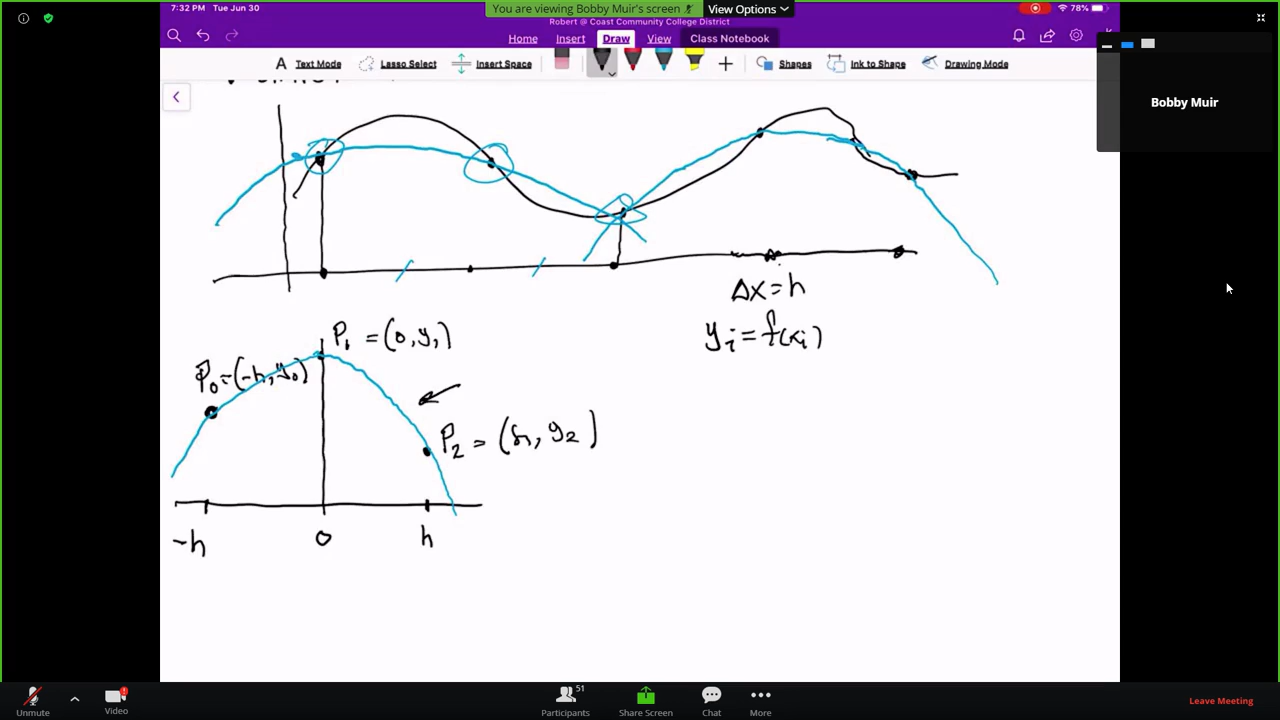 7:32 PM Tue Jun 30
You are viewing Bobby Muir's screen
View Options
78%
Robert @ Coast Community College District
Home Insert Draw View Class Notebook
Text Mode Lasso Select Insert Space Shapes Ink to Shape Drawing Mode
Bobby Muir
Δx = h
yᵢ = f(xᵢ)
P₁ = (0, y₁)
P₀ = (-h, y₀)
P₂ = (h, y₂)
-h 0 h
Unmute Video Participants 51 Share Screen Chat More Leave Meeting